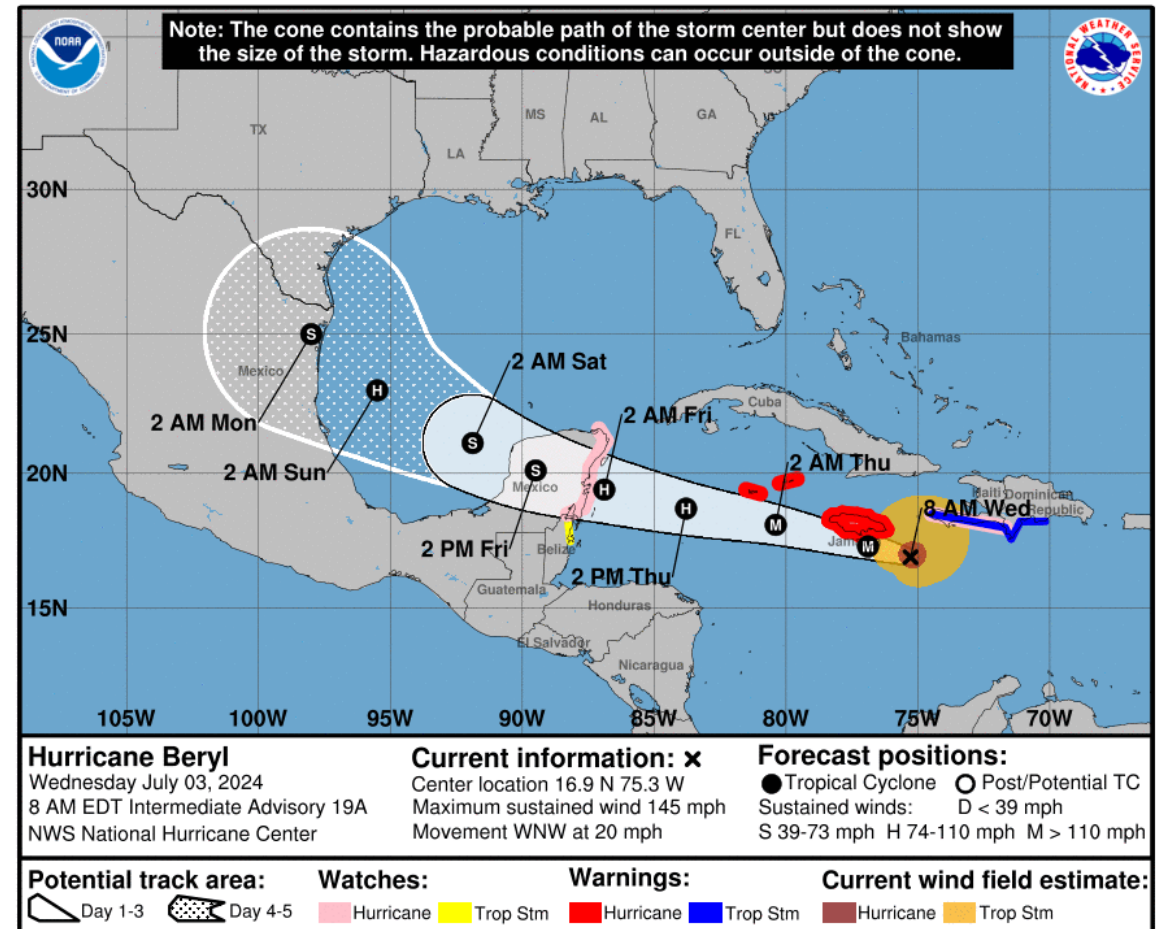 Note: The cone contains the probable path of the storm center but does not show
the size of the storm. Hazardous conditions can occur outside of the cone.
NOAA
NATIONAL WEATHER SERVICE
TX
MS
AL
GA
LA
30N
FL
25N
Bahamas
Mexico
S
H
2 AM Sat
Cuba
2 AM Mon
2 AM Fri
S
2 AM Sun
20N
S
Mexico
H
2 AM Thu
Haiti
Dominican
Republic
8 AM Wed
H
M
M
2 PM Fri
Belize
2 PM Thu
Guatemala
Honduras
15N
El Salvador
Nicaragua
105W 100W 95W 90W 85W 80W 75W 70W
Hurricane Beryl
Wednesday July 03, 2024
8 AM EDT Intermediate Advisory 19A
NWS National Hurricane Center
Current information: ×
Center location 16.9 N 75.3 W
Maximum sustained wind 145 mph
Movement WNW at 20 mph
Forecast positions:
Tropical Cyclone Post/Potential TC
Sustained winds: D < 39 mph
S 39-73 mph H 74-110 mph M > 110 mph
Potential track area:
Day 1-3 Day 4-5
Watches:
Hurricane Trop Stm
Warnings:
Hurricane Trop Stm
Current wind field estimate:
Hurricane Trop Stm